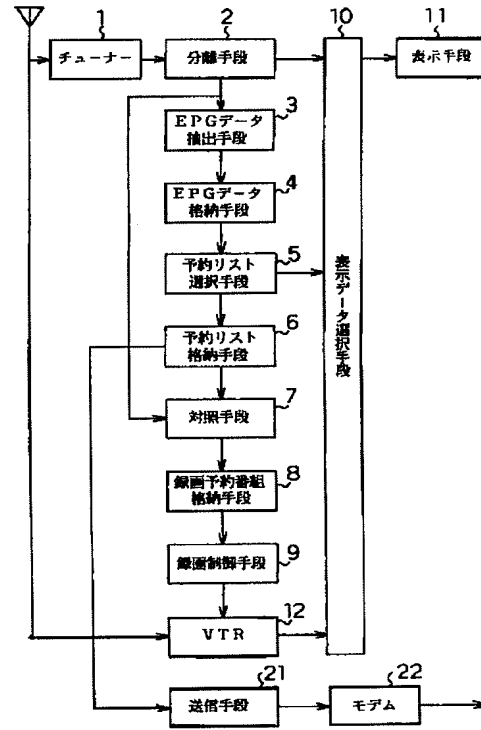 1
チューナー
2
分離手段
10
11
表示手段
3
EPGデータ
抽出手段
4
EPGデータ
格納手段
5
予約リスト
選択手段
6
予約リスト
格納手段
表示データ選択手段
7
対照手段
8
録画予約番組
格納手段
9
録画制御手段
12
VTR
21
送信手段
22
モデム